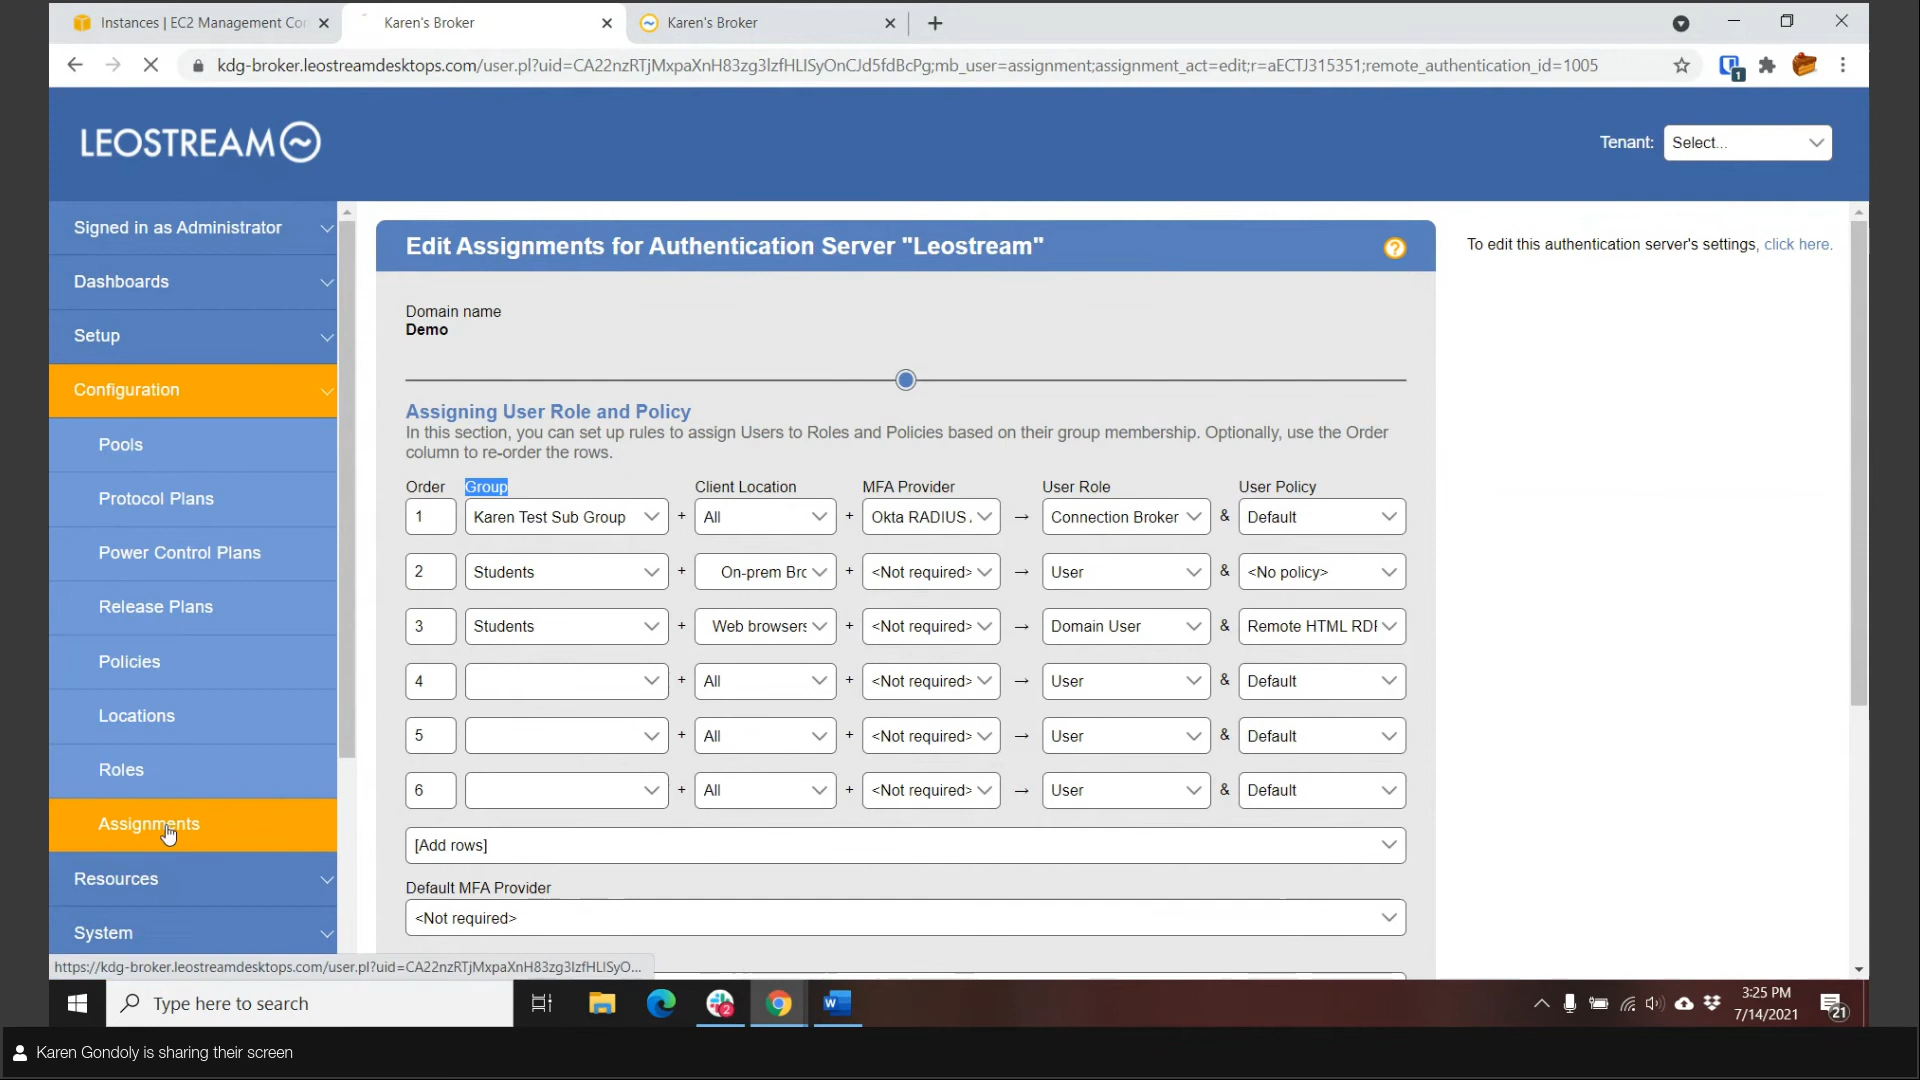 Instances | EC2 Management Con
Karen's Broker
Karen's Broker
kdg-broker.leostreamdesktops.com/user.pl?uid=CA22nzRTjMxpaXnH83zg3lzfHLISyOnCJd5fdBcPg;mb_user=assignment;assignment_act=edit;r=aECTJ315351;remote_authentication_id=1005
1
LEOSTREAM
Tenant:
Select...
Signed in as Administrator
Dashboards
Setup
Configuration
Pools
Protocol Plans
Power Control Plans
Release Plans
Policies
Locations
Roles
Assignments
Resources
System
Edit Assignments for Authentication Server "Leostream"
?
To edit this authentication server's settings, click here.
Domain name
Demo
Assigning User Role and Policy
In this section, you can set up rules to assign Users to Roles and Policies based on their group membership. Optionally, use the Order
column to re-order the rows.
Order Group Client Location MFA Provider User Role User Policy
1 Karen Test Sub Group + All + Okta RADIUS → Connection Broker & Default
2 Students + On-prem Brc + <Not required> → User & <No policy>
3 Students + Web browsers + <Not required> → Domain User & Remote HTML RDP
4 + All + <Not required> → User & Default
5 + All + <Not required> → User & Default
6 + All + <Not required> → User & Default
[Add rows]
Default MFA Provider
<Not required>
https://kdg-broker.leostreamdesktops.com/user.pl?uid=CA22nzRTjMxpaXnH83zg3lzfHLISyO...
Type here to search
2
3:25 PM
7/14/2021
21
Karen Gondoly is sharing their screen